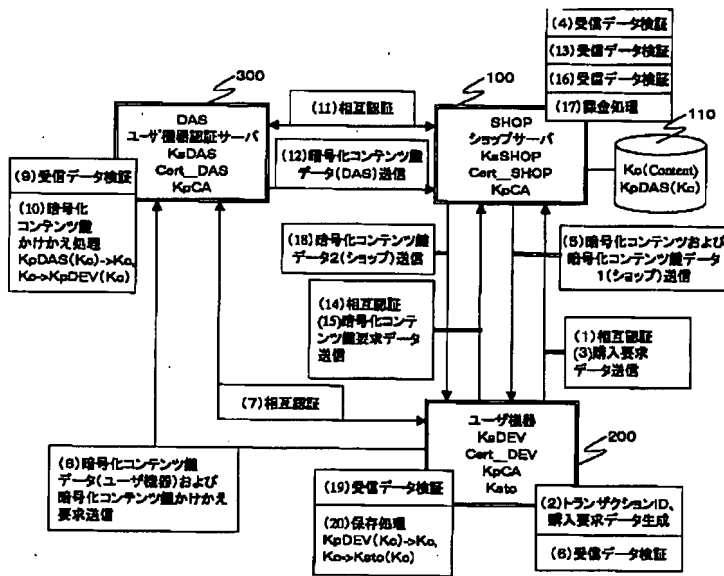 (4)受信データ検証
(13)受信データ検証
(16)受信データ検証
(17)課金処理
300
100
110
(11)相互認証
DAS
ユーザ機器認証サーバ
KsDAS
Cert__DAS
KpCA
SHOP
ショップサーバ
KsSHOP
Cert__SHOP
KpCA
Kc(Content)
KpDAS(Kc)
(12)暗号化コンテンツ鍵
データ(DAS)送信
(9)受信データ検証
(10)暗号化
コンテンツ鍵
かけかえ処理
KpDAS(Kc)->Kc,
Kc->KpDEV(Kc)
(18)暗号化コンテンツ鍵
データ2(ショップ)送信
(5)暗号化コンテンツおよび
暗号化コンテンツ鍵データ
1(ショップ)送信
(14)相互認証
(15)暗号化コンテ
ンツ鍵要求データ
送信
(1)相互認証
(3)購入要求
データ送信
(7)相互認証
ユーザ機器
KsDEV
Cert__DEV
KpCA
Ksto
200
(8)暗号化コンテンツ鍵
データ(ユーザ機器)および
暗号化コンテンツ鍵かけかえ
要求送信
(19)受信データ検証
(20)保存処理
KpDEV(Kc)->Kc,
Kc->Ksto(Kc)
(2)トランザクションID、
購入要求データ生成
(6)受信データ検証